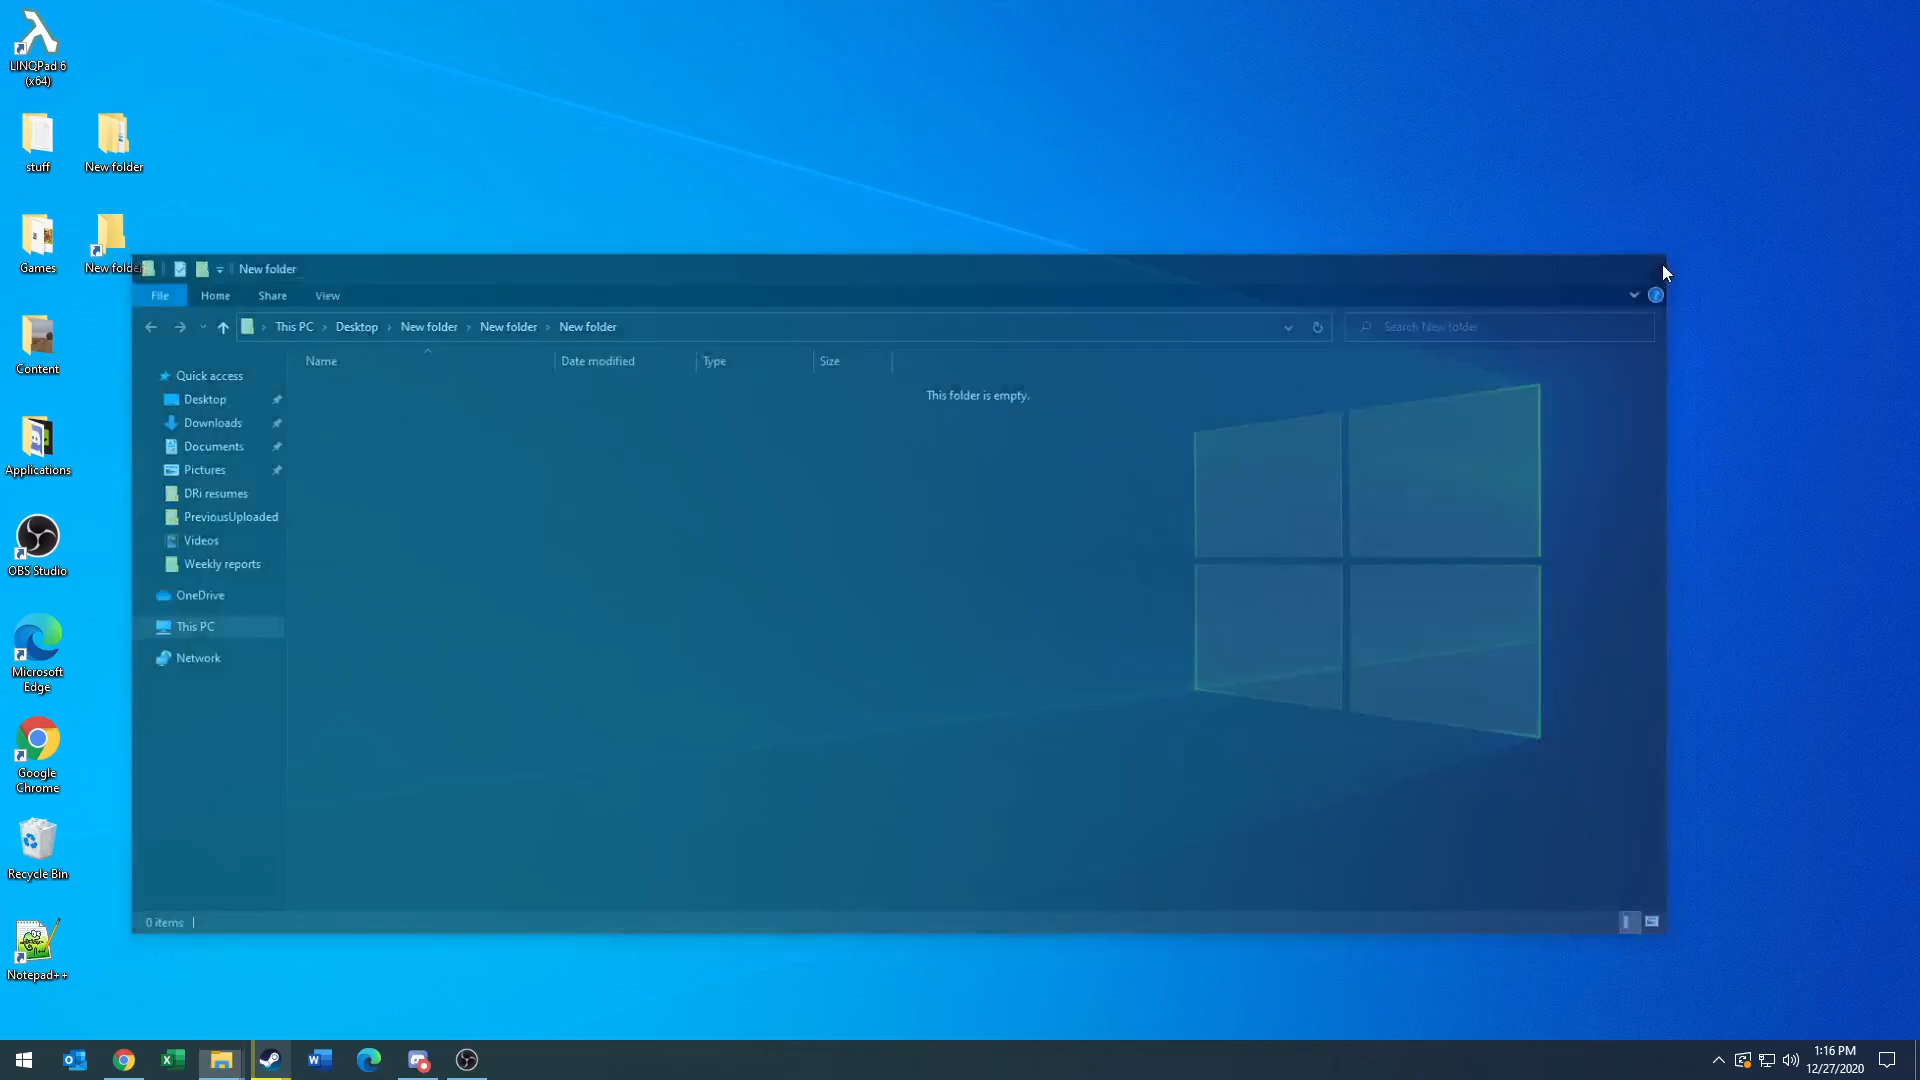 LINQPad 6
(x64)
stuff
New folder
Games
New folder
Content
Applications
OBS Studio
Microsoft
Edge
Google
Chrome
Recycle Bin
Notepad++
New folder
File
Home
Share
View
This PC
Desktop
New folder
New folder
New folder
Search New folder
Name
Date modified
Type
Size
This folder is empty.
Quick access
Desktop
Downloads
Documents
Pictures
DRi resumes
PreviousUploaded
Videos
Weekly reports
OneDrive
This PC
Network
0 items
1:16 PM
12/27/2020